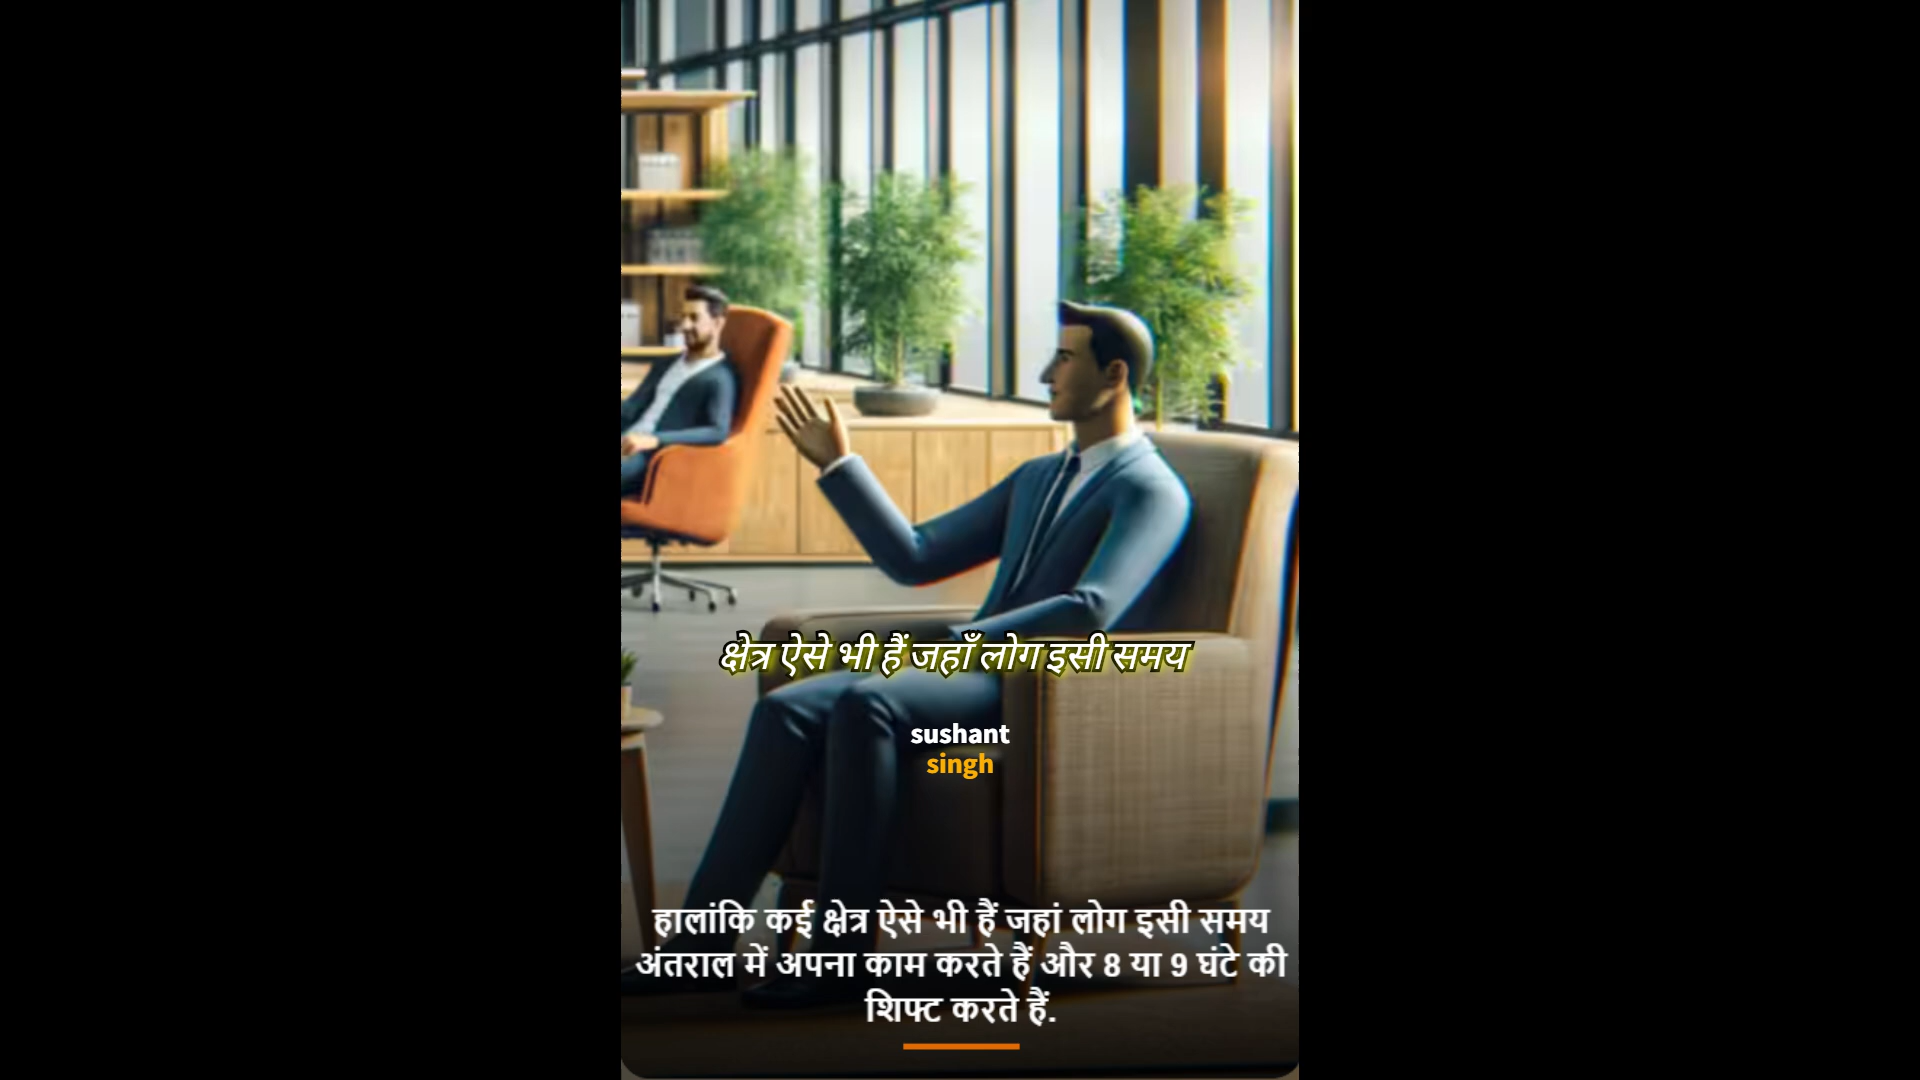 क्षेत्र ऐसे भी हैं जहाँ लोग इसी समय
sushant
singh
हालांकि कई क्षेत्र ऐसे भी हैं जहां लोग इसी समय
अंतराल में अपना काम करते हैं और 8 या 9 घंटे की
शिफ्ट करते हैं.